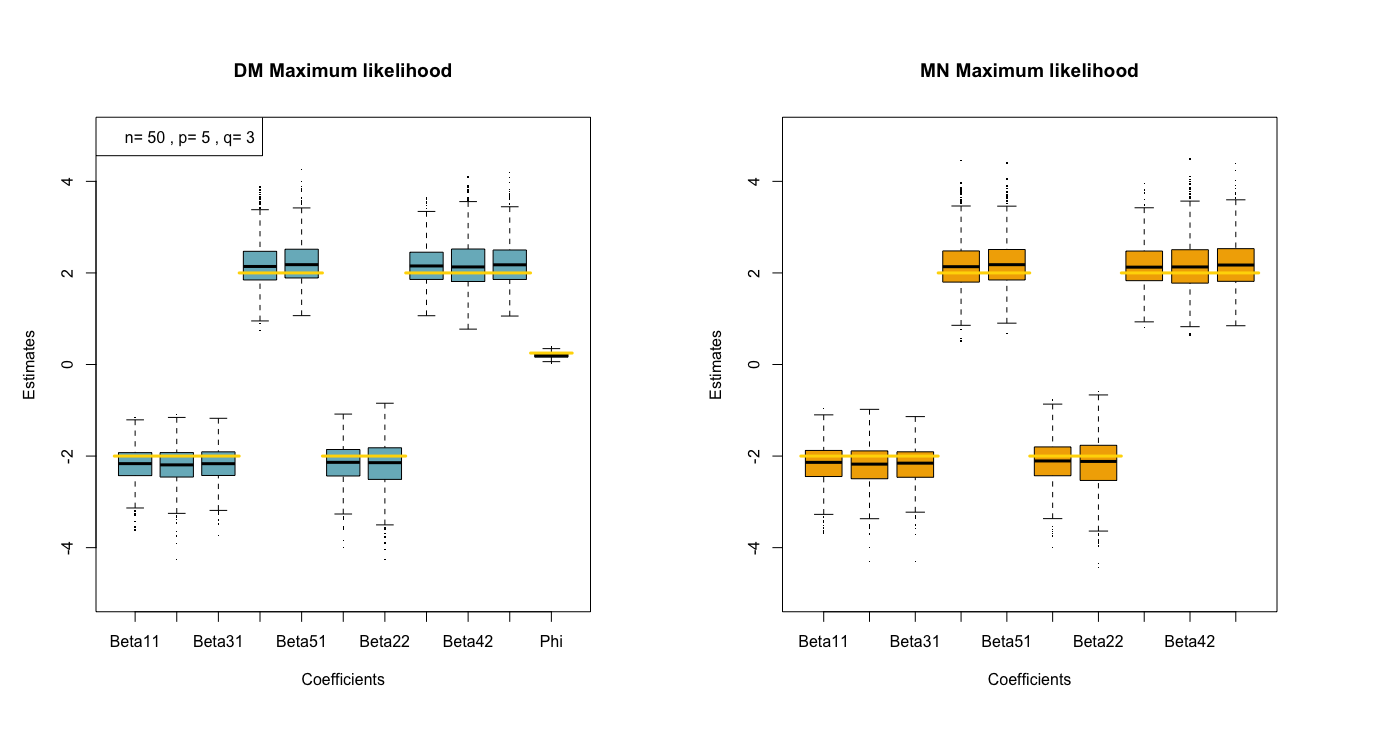 DM Maximum likelihood
n= 50 , p= 5 , q= 3
4
2
0
-2
-4
Estimates
Beta11 Beta31 Beta51 Beta22 Beta42 Phi
Coefficients
MN Maximum likelihood
4
2
0
-2
-4
Estimates
Beta11 Beta31 Beta51 Beta22 Beta42
Coefficients